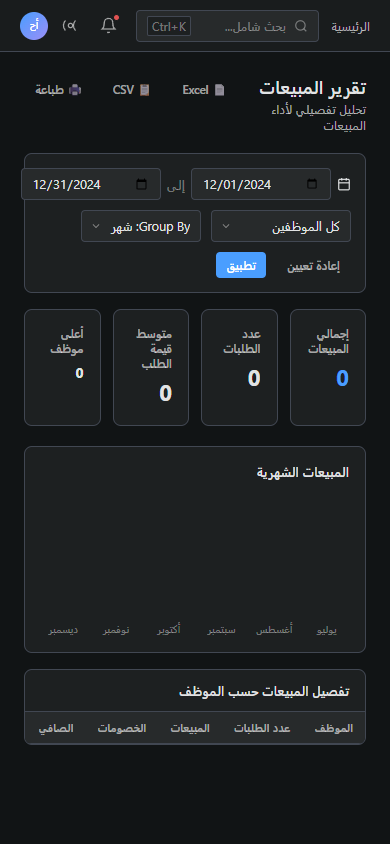 الرئيسية
بحث شامل... Ctrl+K
أج
تقرير المبيعات
تحليل تفصيلي لأداء
المبيعات
Excel
CSV
طباعة
12/01/2024 إلى 12/31/2024
كل الموظفين
Group By: شهر
إعادة تعيين
تطبيق
إجمالي
المبيعات
0
عدد
الطلبات
0
متوسط
قيمة
الطلب
0
أعلى
موظف
0
المبيعات الشهرية
يوليو أغسطس سبتمبر أكتوبر نوفمبر ديسمبر
تفصيل المبيعات حسب الموظف
الموظف عدد الطلبات المبيعات الخصومات الصافي